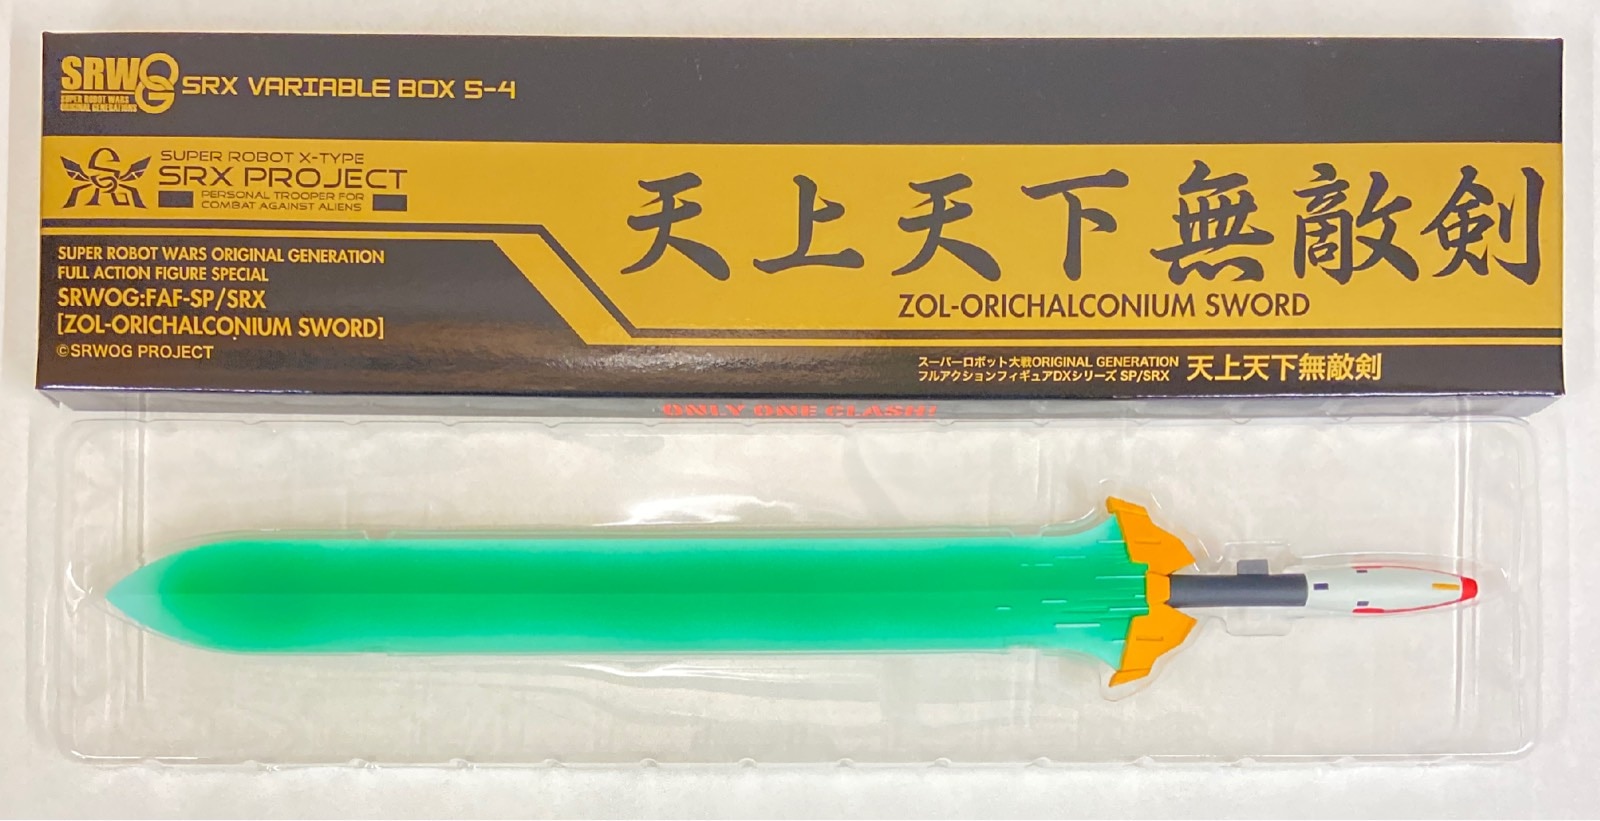 SRWOG
SUPER ROBOT WARS
ORIGINAL GENERATIONS
SRX VARIABLE BOX S-4
SUPER ROBOT X-TYPE
SRX PROJECT
PERSONAL TROOPER FOR
COMBAT AGAINST ALIENS
天上天下無敵剣
ZOL-ORICHALCONIUM SWORD
SUPER ROBOT WARS ORIGINAL GENERATION
FULL ACTION FIGURE SPECIAL
SRWOG:FAF-SP/SRX
[ZOL-ORICHALCONIUM SWORD]
©SRWOG PROJECT
スーパーロボット大戦ORIGINAL GENERATION
フルアクションフィギュアDXシリーズ SP/SRX 天上天下無敵剣
ONLY ONE CLASH!